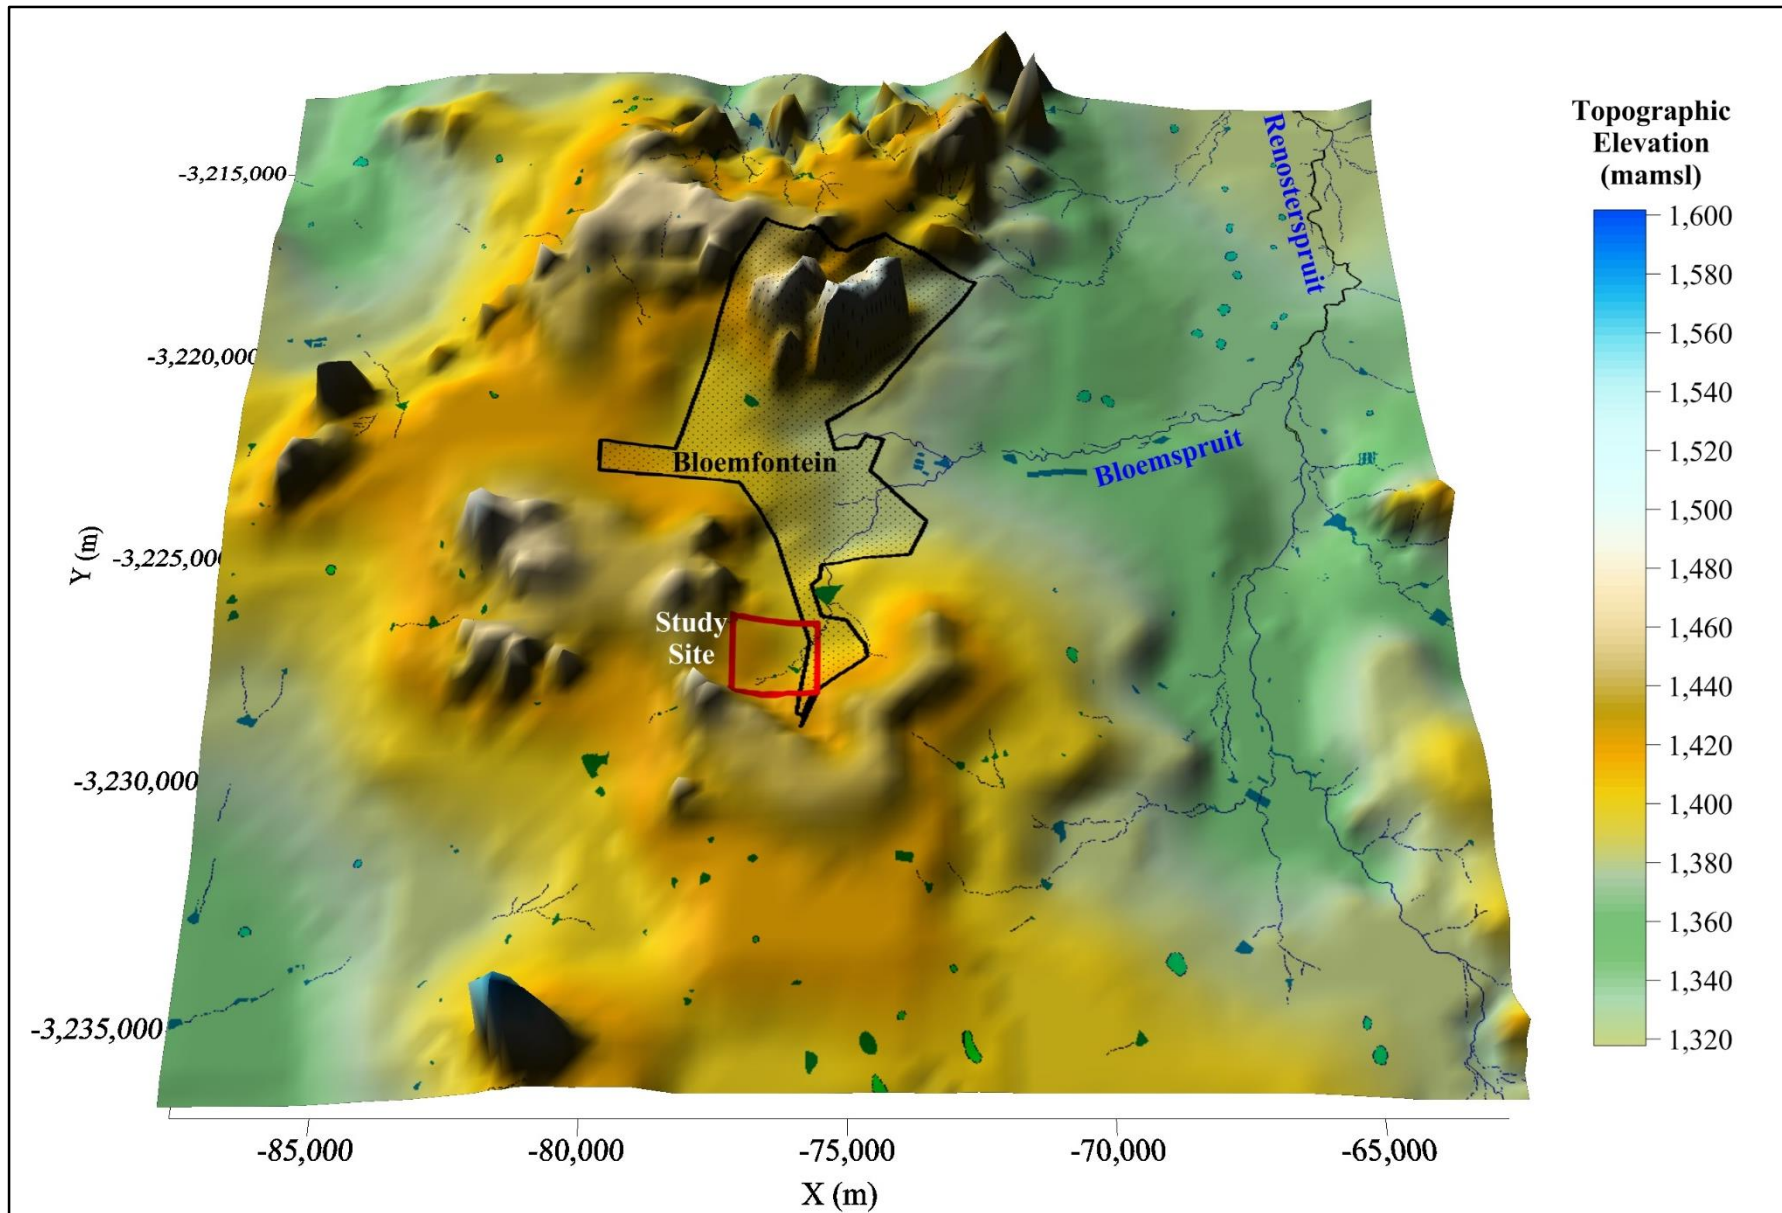 Topographic
Elevation
(mamsl)
1,600
1,580
1,560
1,540
1,520
1,500
1,480
1,460
1,440
1,420
1,400
1,380
1,360
1,340
1,320
Renosterspruit
Bloemspruit
Bloemfontein
Study
Site
Y (m)
-3,215,000
-3,220,000
-3,225,000
-3,230,000
-3,235,000
-85,000
-80,000
-75,000
-70,000
-65,000
X (m)